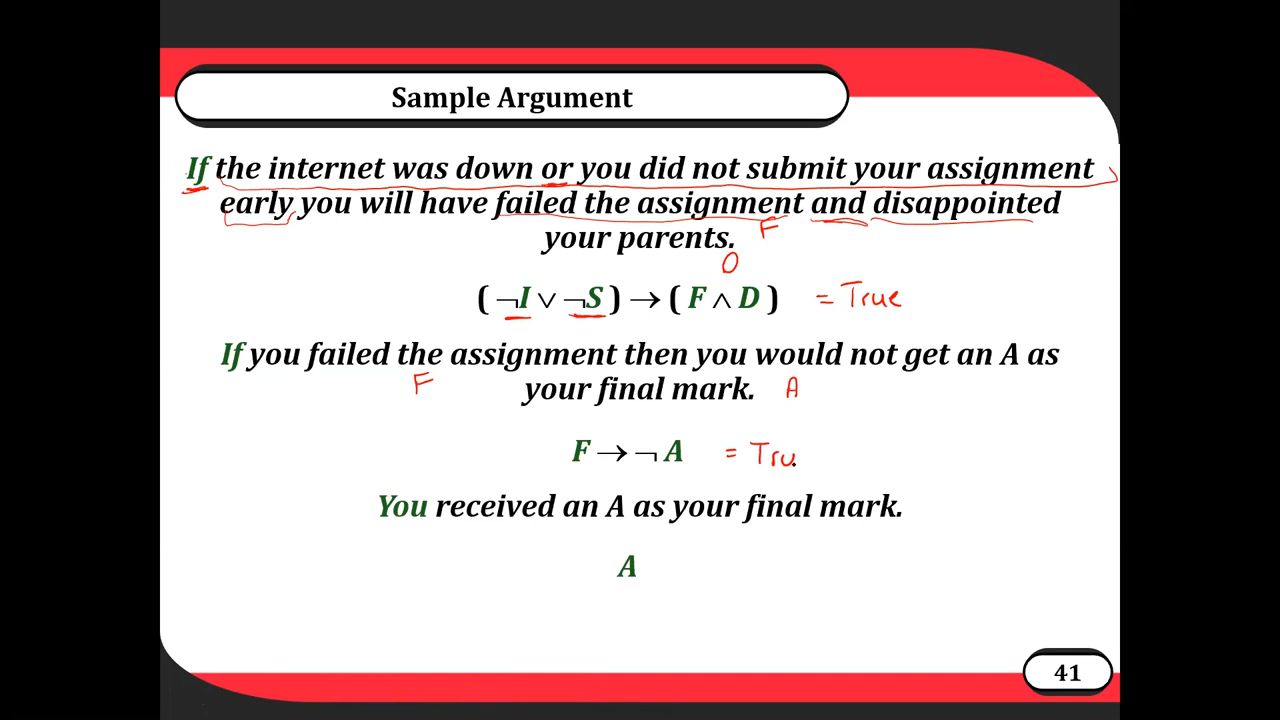 Sample Argument
If the internet was down or you did not submit your assignment
early you will have failed the assignment and disappointed
your parents. F
D
( ¬I ∨ ¬S ) → ( F ∧ D ) = True
If you failed the assignment then you would not get an A as
F your final mark. A
F → ¬ A = Tru
You received an A as your final mark.
A
41